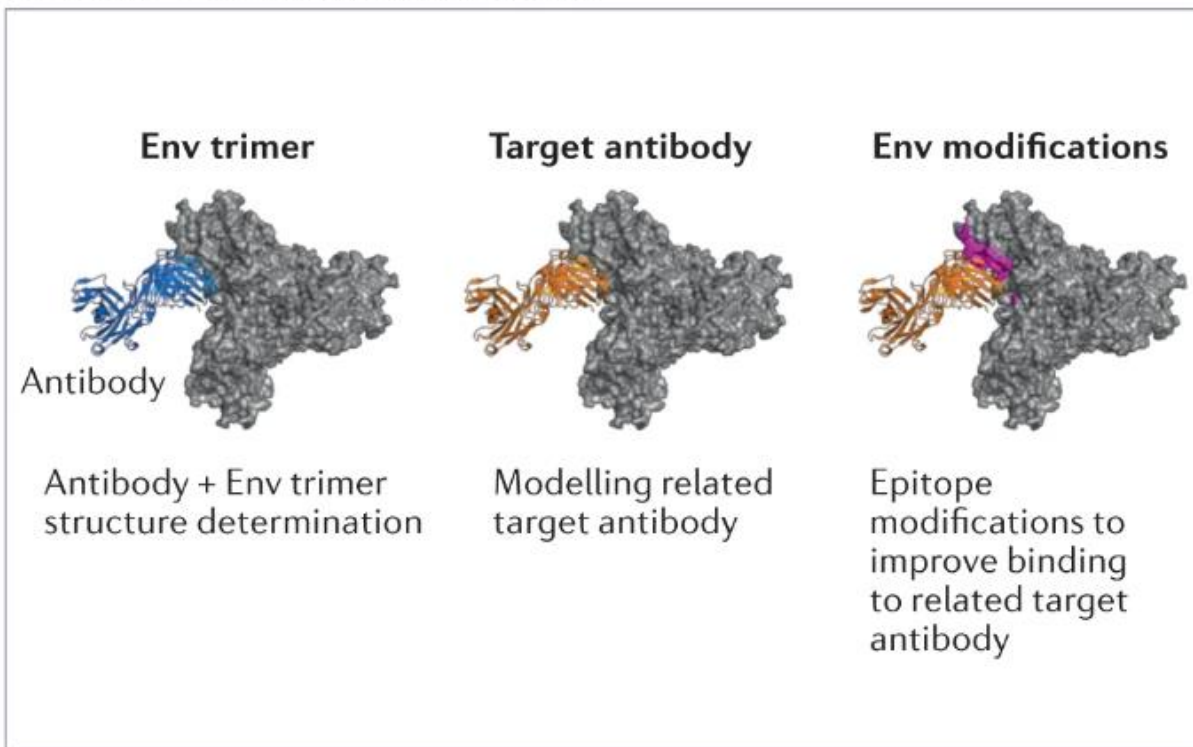 Env trimer
Target antibody
Env modifications
Antibody
Antibody + Env trimer
structure determination
Modelling related
target antibody
Epitope
modifications to
improve binding
to related target
antibody